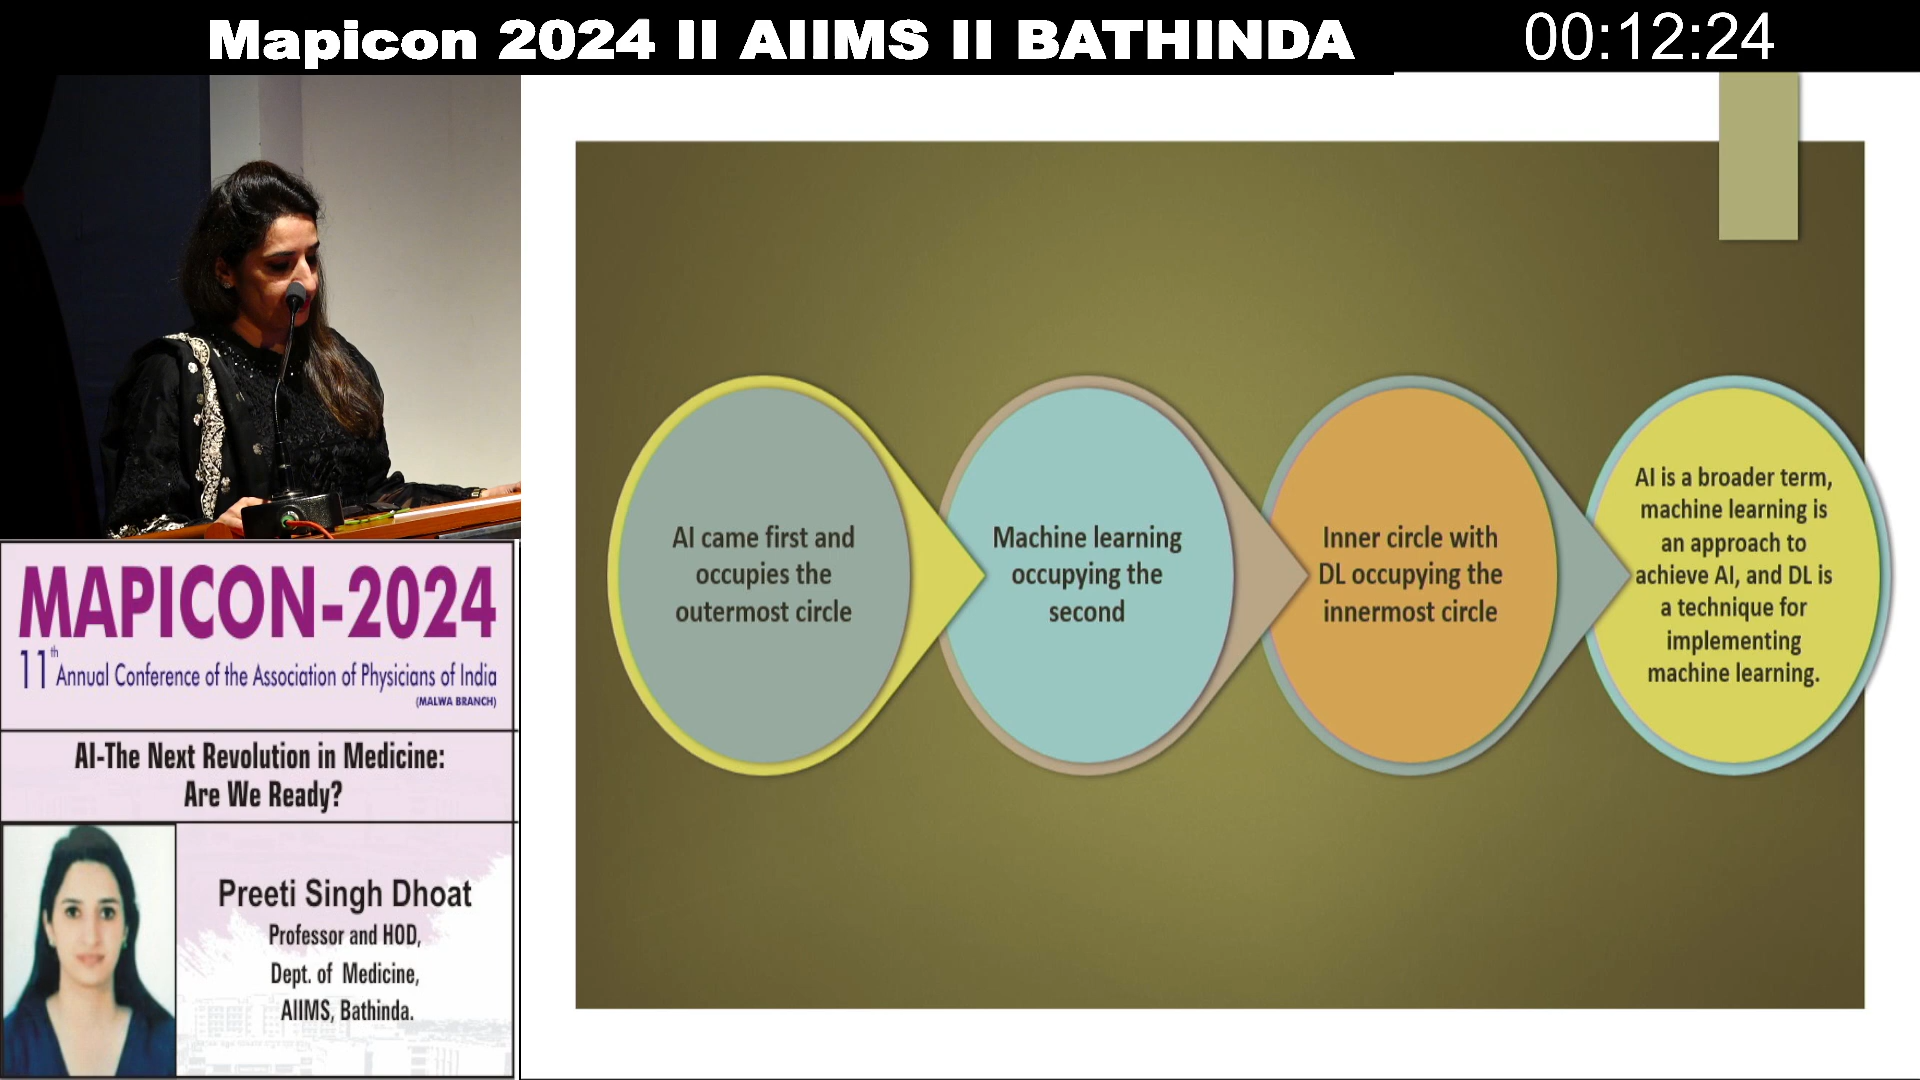 Mapicon 2024 II AIIMS II BATHINDA
00:12:24
MAPICON-2024
11th Annual Conference of the Association of Physicians of India
(MALWA BRANCH)
AI-The Next Revolution in Medicine:
Are We Ready?
Preeti Singh Dhoat
Professor and HOD,
Dept. of Medicine,
AIIMS, Bathinda.
AI came first and
occupies the
outermost circle
Machine learning
occupying the
second
Inner circle with
DL occupying the
innermost circle
AI is a broader term,
machine learning is
an approach to
achieve AI, and DL is
a technique for
implementing
machine learning.